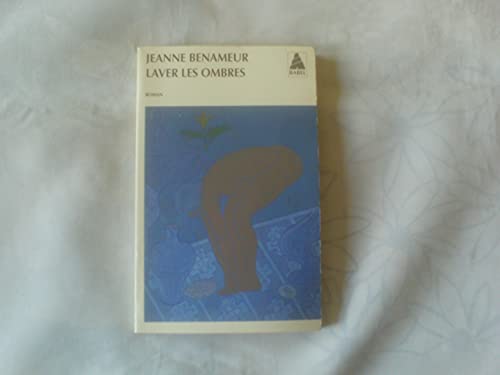 JEANNE BENAMEUR
LAVER LES OMBRES
BABEL
ROMAN